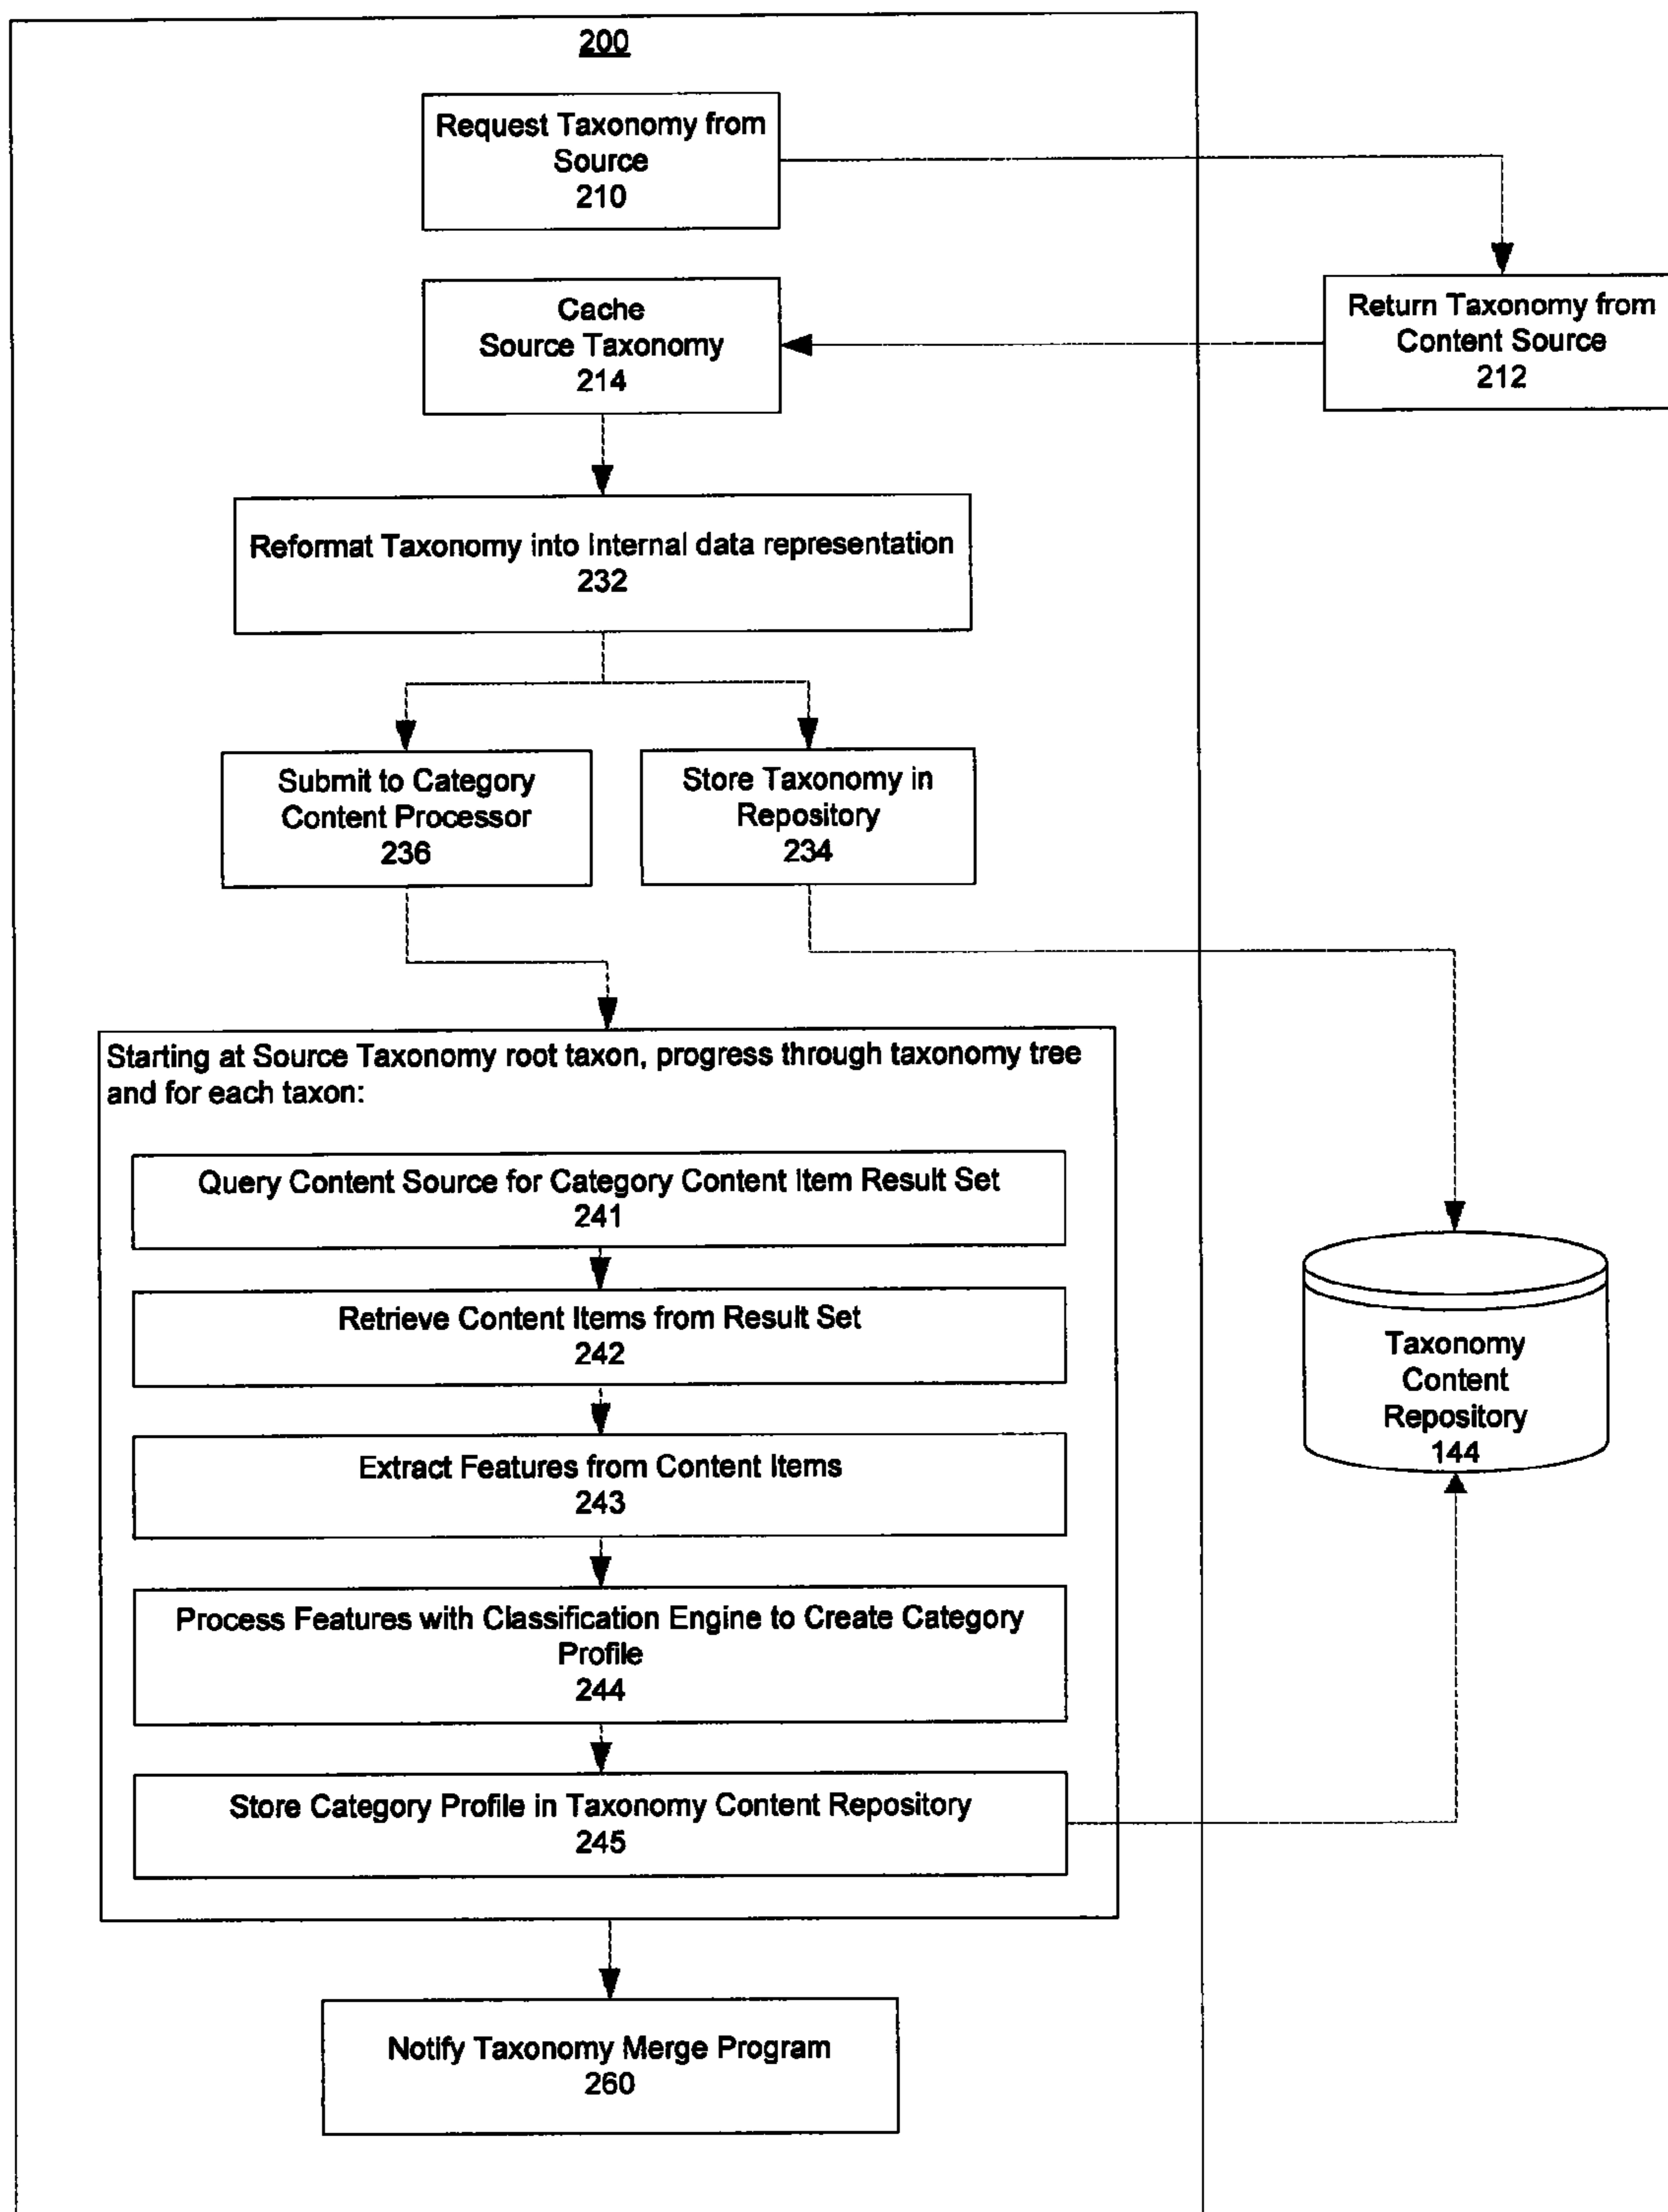 200
Request Taxonomy from
Source
210
Cache
Source Taxonomy
214
Return Taxonomy from
Content Source
212
Reformat Taxonomy into Internal data representation
232
Submit to Category
Content Processor
236
Store Taxonomy in
Repository
234
Starting at Source Taxonomy root taxon, progress through taxonomy tree
and for each taxon:
Query Content Source for Category Content Item Result Set
241
Retrieve Content Items from Result Set
242
Extract Features from Content Items
243
Process Features with Classification Engine to Create Category
Profile
244
Store Category Profile in Taxonomy Content Repository
245
Taxonomy
Content
Repository
144
Notify Taxonomy Merge Program
260